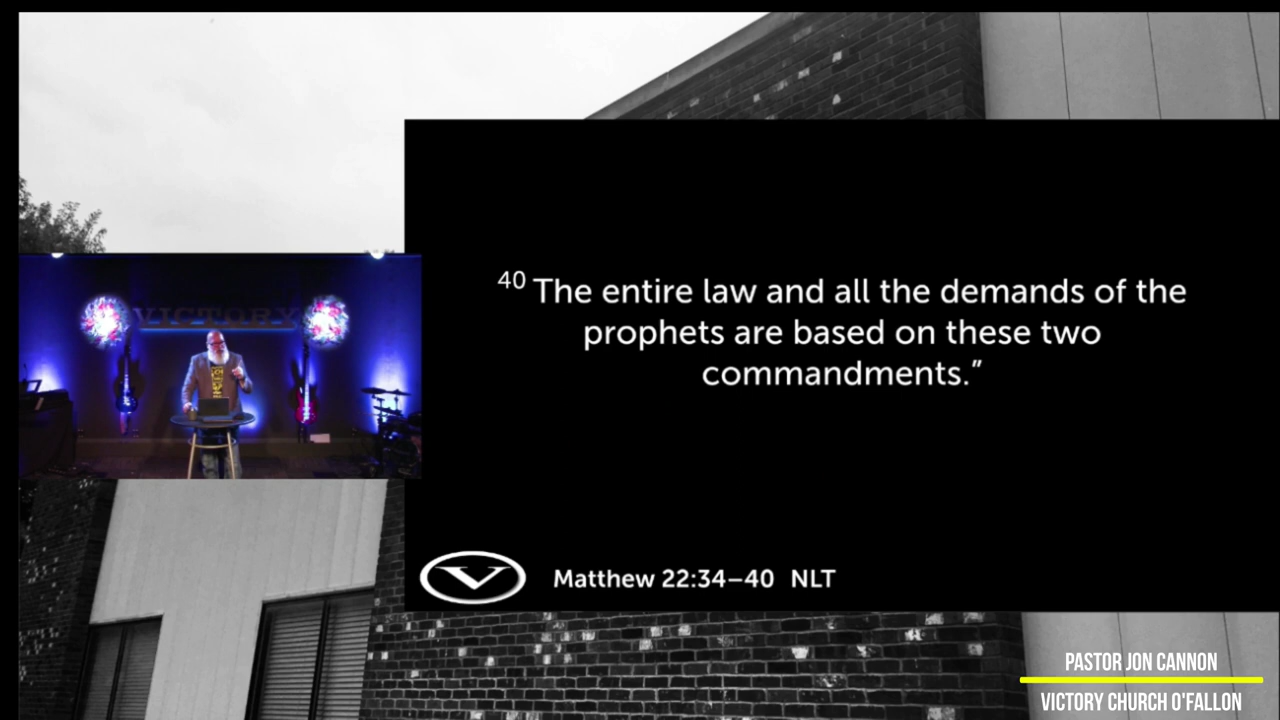 VICTORY
40 The entire law and all the demands of the
prophets are based on these two
commandments.”
V
Matthew 22:34–40 NLT
PASTOR JON CANNON
VICTORY CHURCH O'FALLON